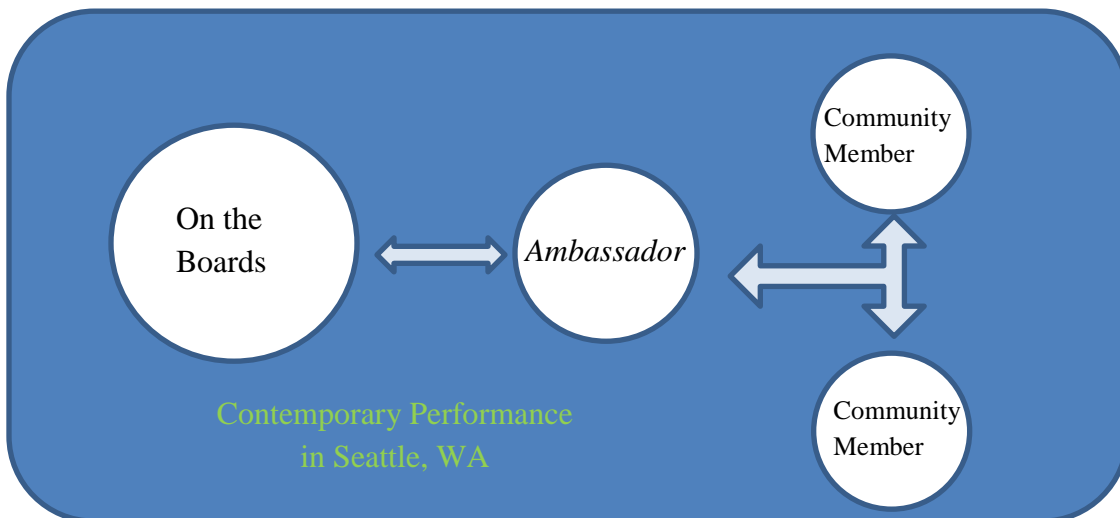 On the
Boards
Ambassador
Community
Member
Community
Member
Contemporary Performance
in Seattle, WA